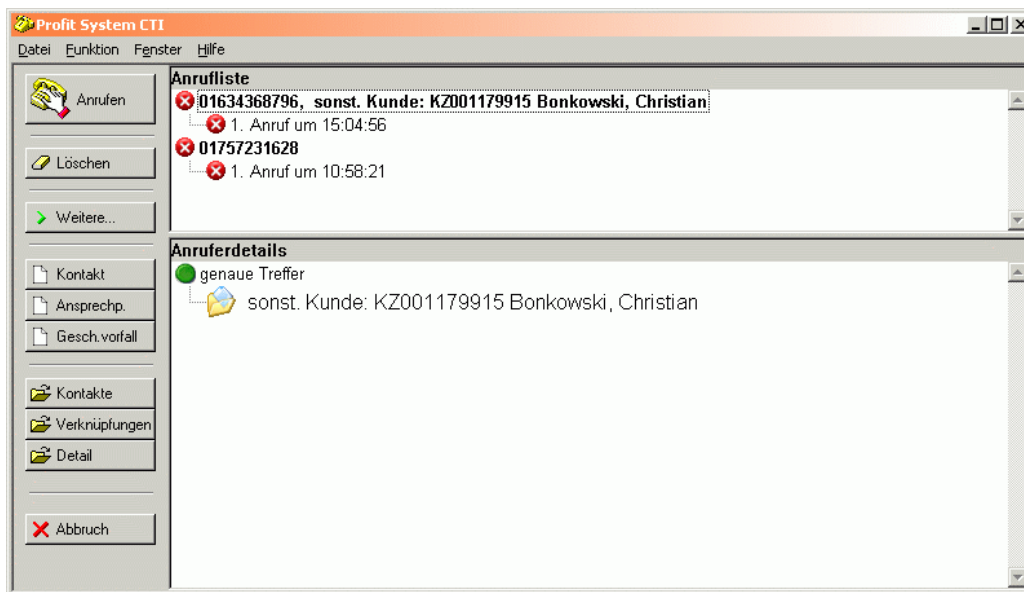 Profit System CTI
Datei Funktion Fenster Hilfe
Anrufen
Löschen
Weitere...
Kontakt
Ansprechp.
Gesch.vorfall
Kontakte
Verknüpfungen
Detail
Abbruch
Anrufliste
01634368796, sonst. Kunde: KZ001179915 Bonkowski, Christian
1. Anruf um 15:04:56
01757231628
1. Anruf um 10:58:21
Anruferdetails
genaue Treffer
sonst. Kunde: KZ001179915 Bonkowski, Christian